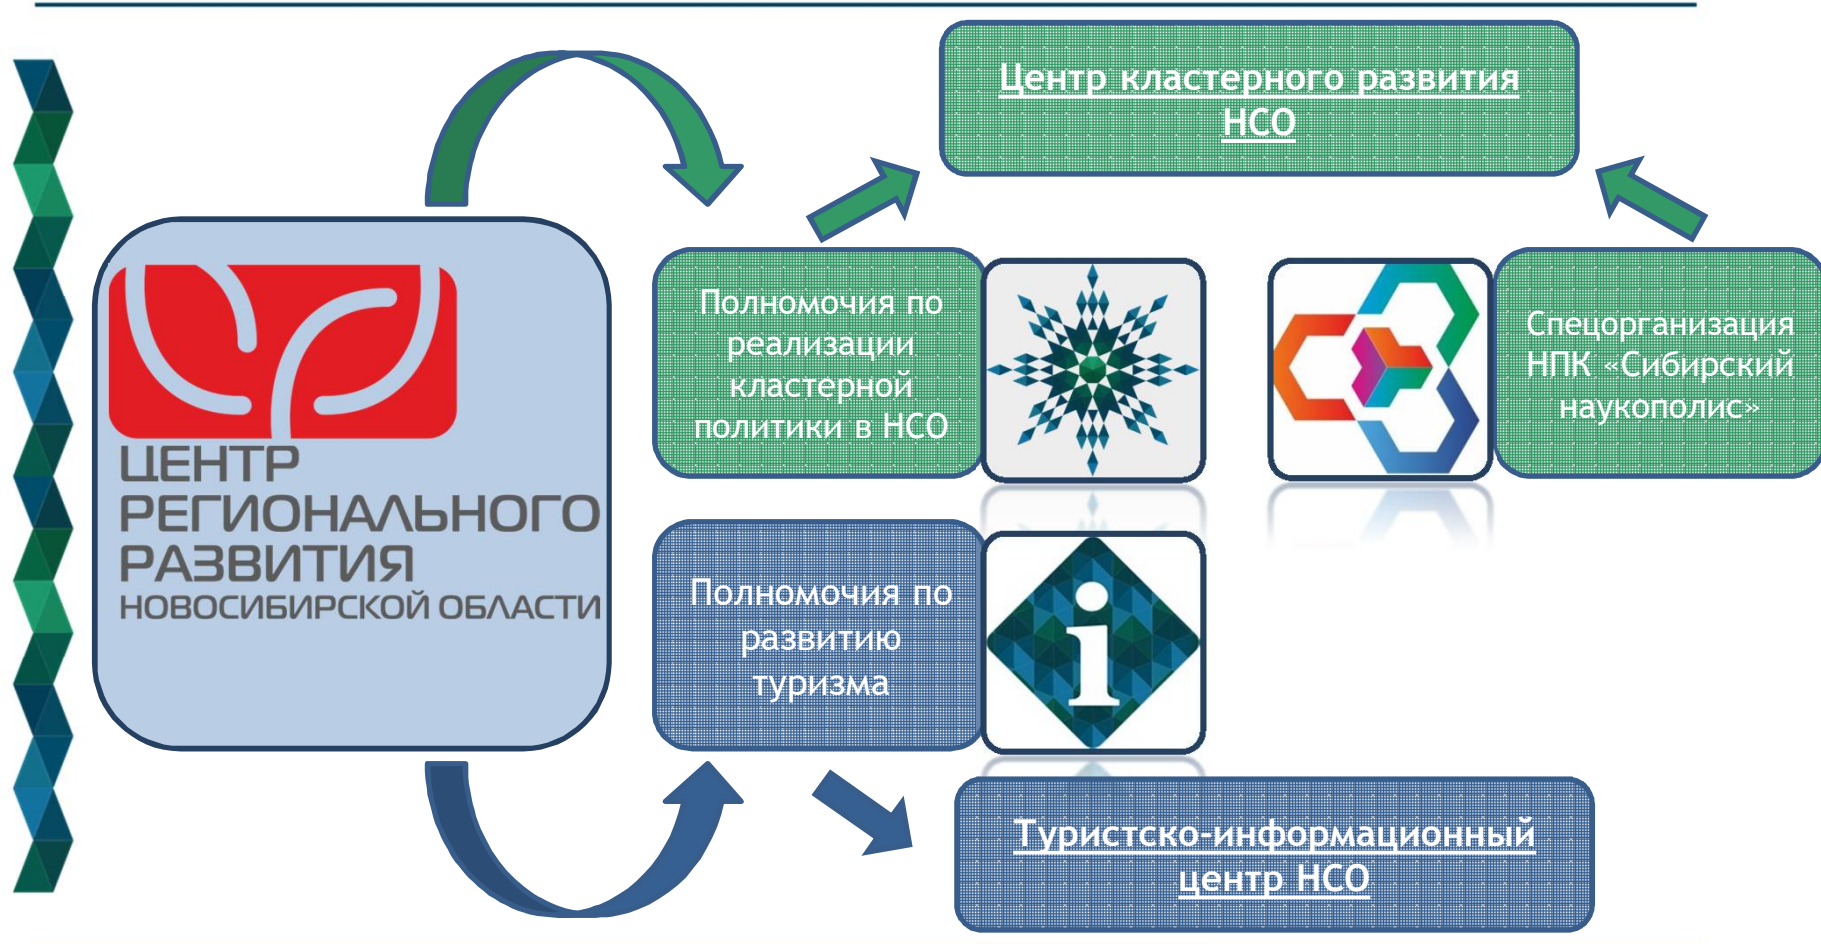 Центр кластерного развития
НСО
ЦЕНТР
РЕГИОНАЛЬНОГО
РАЗВИТИЯ
НОВОСИБИРСКОЙ ОБЛАСТИ
Полномочия по
реализации
кластерной
политики в НСО
Спецорганизация
НПК «Сибирский
наукополис»
Полномочия по
развитию
туризма
i
Туристско-информационный
центр НСО